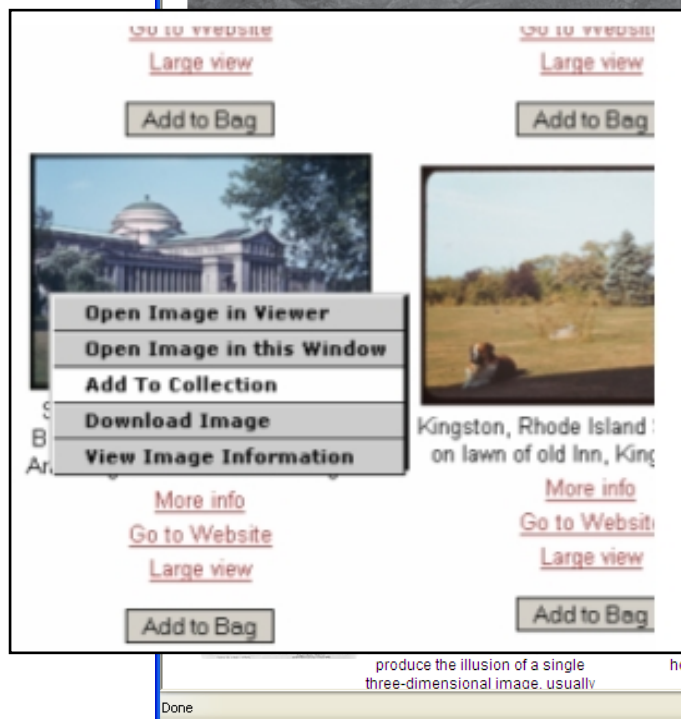 Go to Website
Large view
Add to Bag
Go to Websit
Large view
Add to Bag
Open Image in Viewer
Open Image in this Window
Add To Collection
Download Image
View Image Information
More info
Go to Website
Large view
Add to Bag
Kingston, Rhode Island
on lawn of old Inn, King
More info
Go to Websit
Large view
Add to Bag
produce the illusion of a single
three-dimensional image, usually
Done